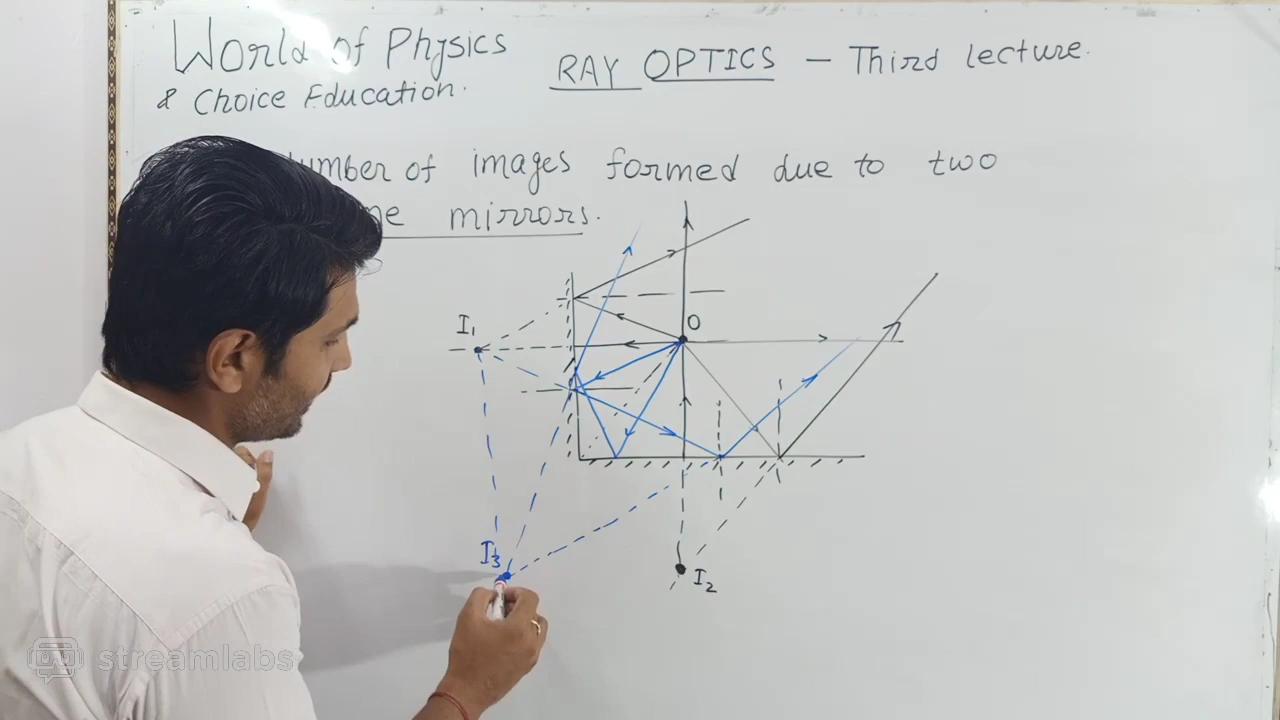 World of Physics
& Choice Education.
RAY OPTICS – Third lecture.
of images formed due to two
mirrors.
I1
O
I3
I2
streamlabs